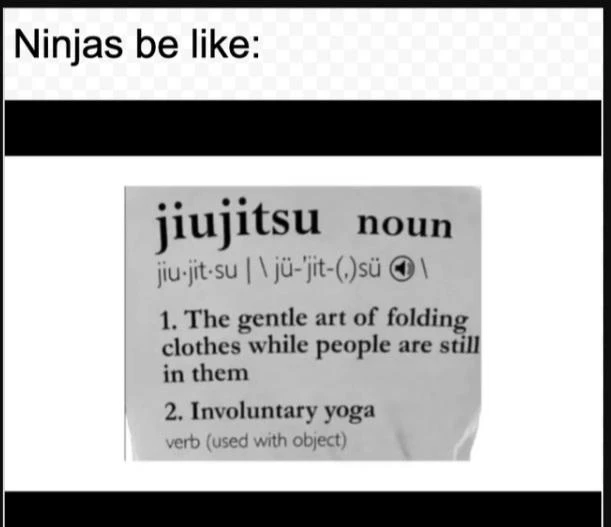 Ninjas be like:
jiujitsu noun
jiu·jit·su | \ jü-'jit-(,)sü \
1. The gentle art of folding
clothes while people are still
in them
2. Involuntary yoga
verb (used with object)